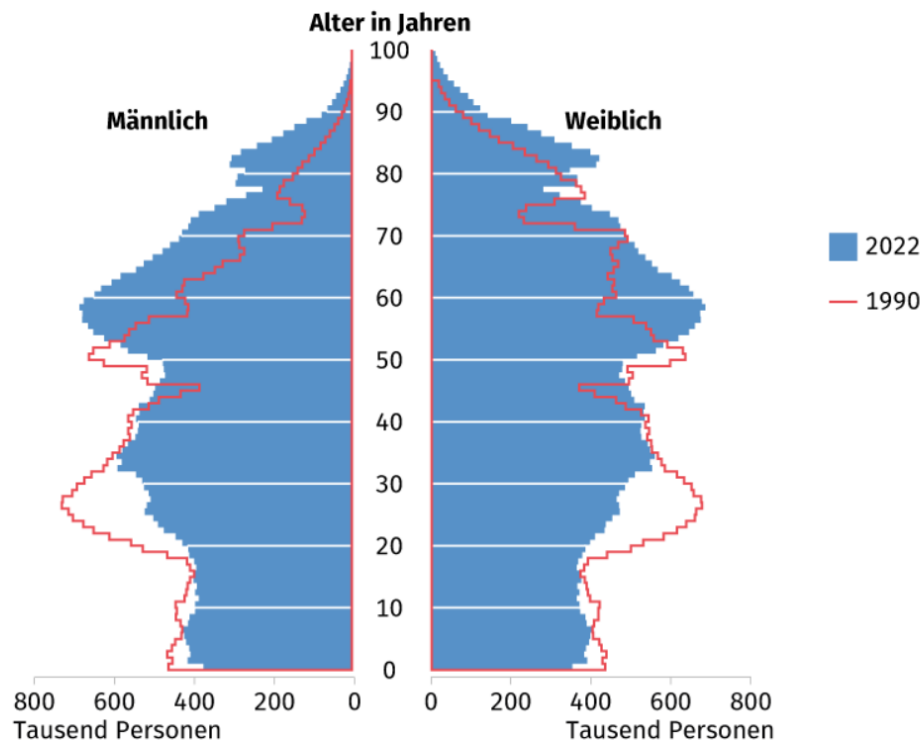 Alter in Jahren
100
Männlich
90
Weiblich
80
70
2022
60
1990
50
40
30
20
10
0
800 600 400 200 0
0 200 400 600 800
Tausend Personen
Tausend Personen